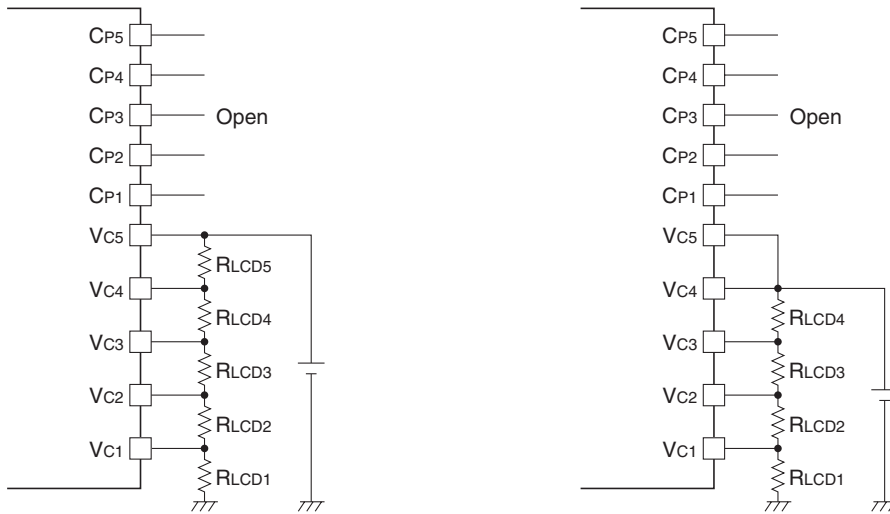 CP5
CP4
CP3 Open
CP2
CP1
VC5
RLCD5
VC4
RLCD4
VC3
RLCD3
VC2
RLCD2
VC1
RLCD1
CP5
CP4
CP3 Open
CP2
CP1
VC5
VC4
RLCD4
VC3
RLCD3
VC2
RLCD2
VC1
RLCD1